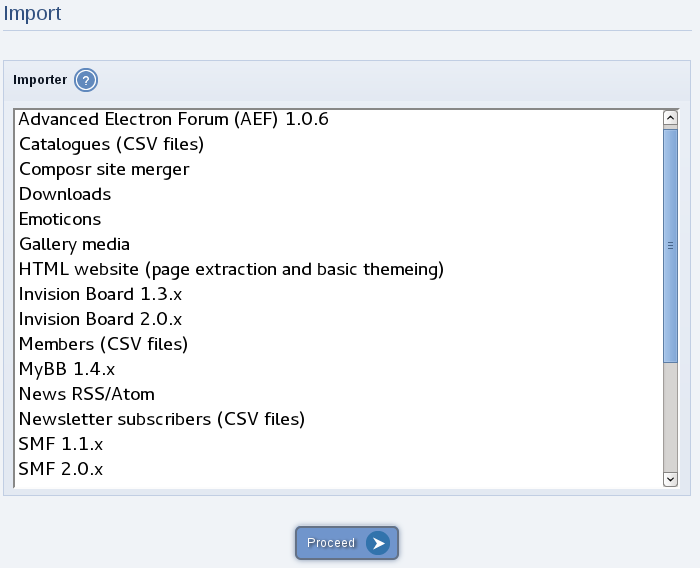 Import
Importer ?
Advanced Electron Forum (AEF) 1.0.6
Catalogues (CSV files)
Composr site merger
Downloads
Emoticons
Gallery media
HTML website (page extraction and basic themeing)
Invision Board 1.3.x
Invision Board 2.0.x
Members (CSV files)
MyBB 1.4.x
News RSS/Atom
Newsletter subscribers (CSV files)
SMF 1.1.x
SMF 2.0.x
Proceed